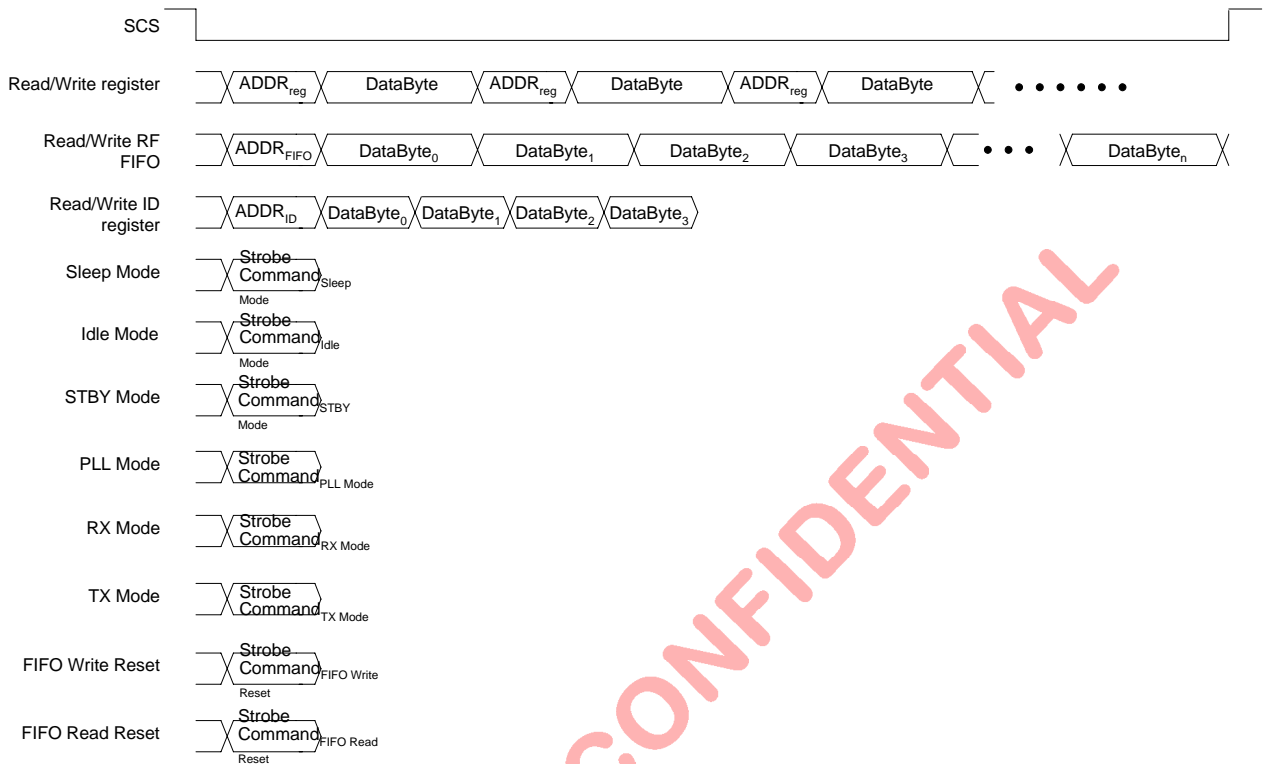 SCS
Read/Write register ADDRreg DataByte ADDRreg DataByte ADDRreg DataByte
Read/Write RF
FIFO
ADDRFIFO DataByte0 DataByte1 DataByte2 DataByte3 DataByten
Read/Write ID
register
ADDRID DataByte0 DataByte1 DataByte2 DataByte3
Sleep Mode
Strobe
CommandSleep
Mode
Idle Mode
Strobe
CommandIdle
Mode
STBY Mode
Strobe
CommandSTBY
Mode
PLL Mode
Strobe
CommandPLL Mode
RX Mode
Strobe
CommandRX Mode
TX Mode
Strobe
CommandTX Mode
FIFO Write Reset
Strobe
CommandFIFO Write
Reset
FIFO Read Reset
Strobe
CommandFIFO Read
Reset
CONFIDENTIAL